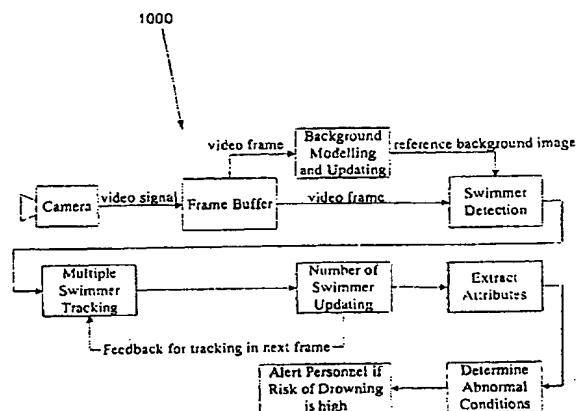 1000
video frame
Background
Modelling
and Updating
reference background image
Camera
video signal
Frame Buffer
video frame
Swimmer
Detection
Multiple
Swimmer
Tracking
Number of
Swimmer
Updating
Extract
Attributes
Feedback for tracking in next frame
Alert Personnel if
Risk of Drowning
is high
Determine
Abnormal
Conditions